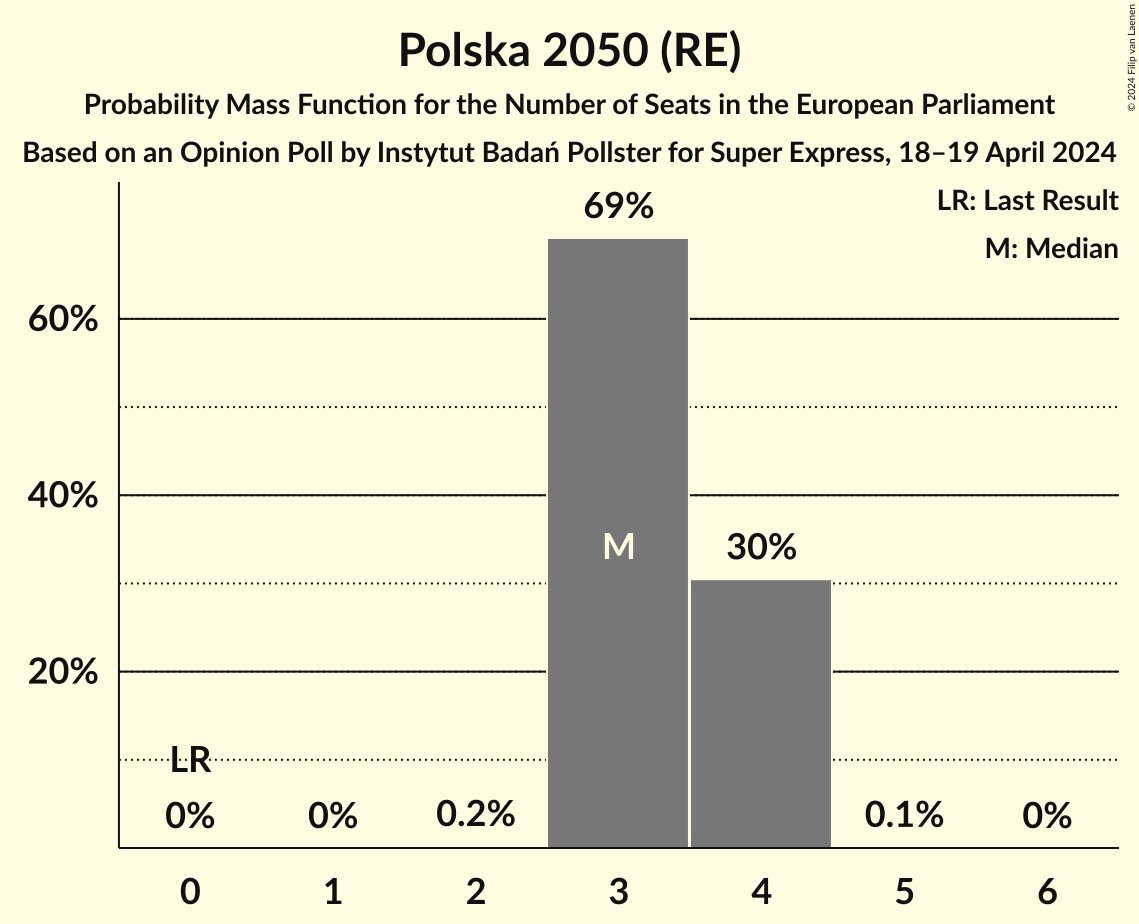 Polska 2050 (RE)
Probability Mass Function for the Number of Seats in the European Parliament
Based on an Opinion Poll by Instytut Badań Pollster for Super Express, 18–19 April 2024
© 2024 Filip van Laenen
LR: Last Result
M: Median
69%
60%
40%
M
30%
20%
LR
0%
0%
0.2%
0.1%
0%
0
1
2
3
4
5
6